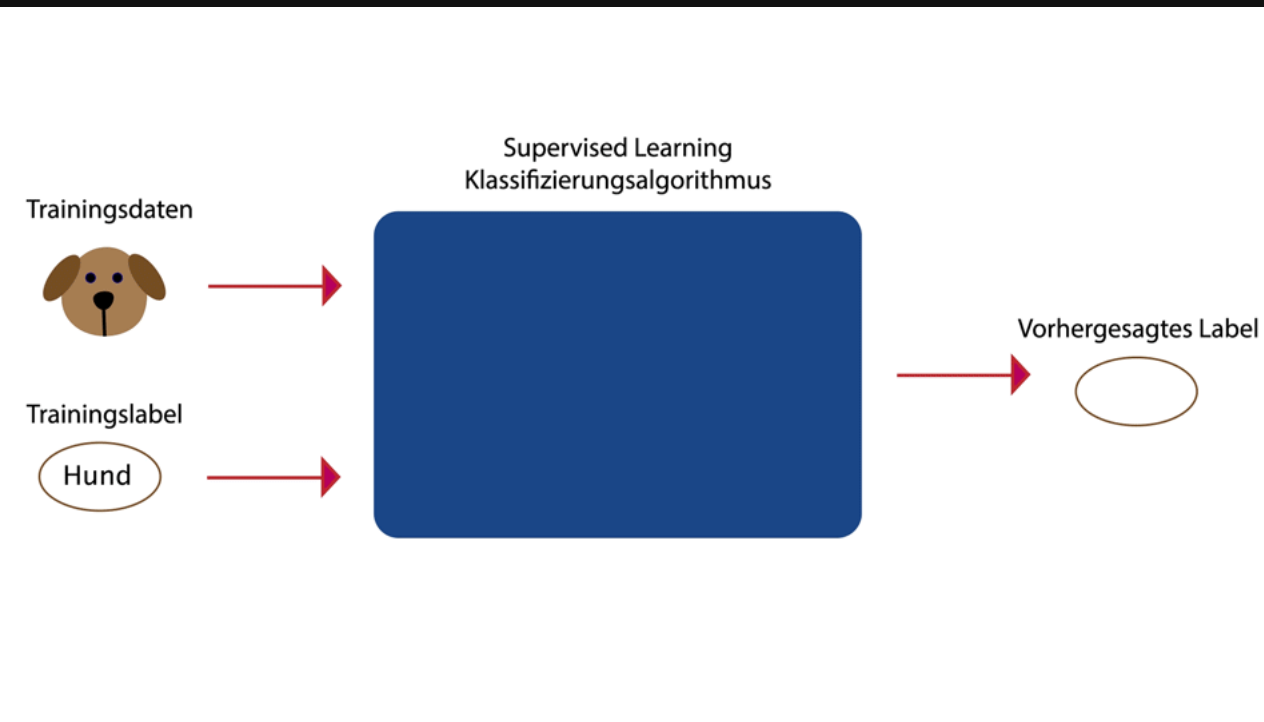 Supervised Learning
Klassifizierungsalgorithmus
Trainingsdaten
Trainingslabel
Hund
Vorhergesagtes Label